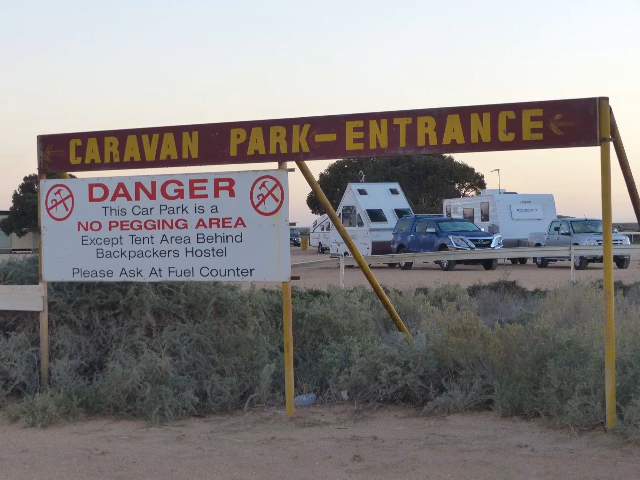 CARAVAN PARK-ENTRANCE
DANGER
This Car Park is a
NO PEGGING AREA
Except Tent Area Behind
Backpackers Hostel
Please Ask At Fuel Counter